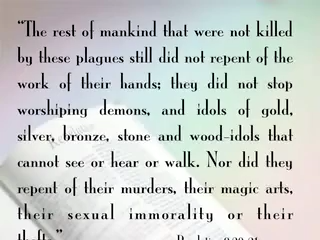 “The rest of mankind that were not killed
by these plagues still did not repent of the
work of their hands; they did not stop
worshiping demons, and idols of gold,
silver, bronze, stone and wood-idols that
cannot see or hear or walk. Nor did they
repent of their murders, their magic arts,
their sexual immorality or their
thefts.”